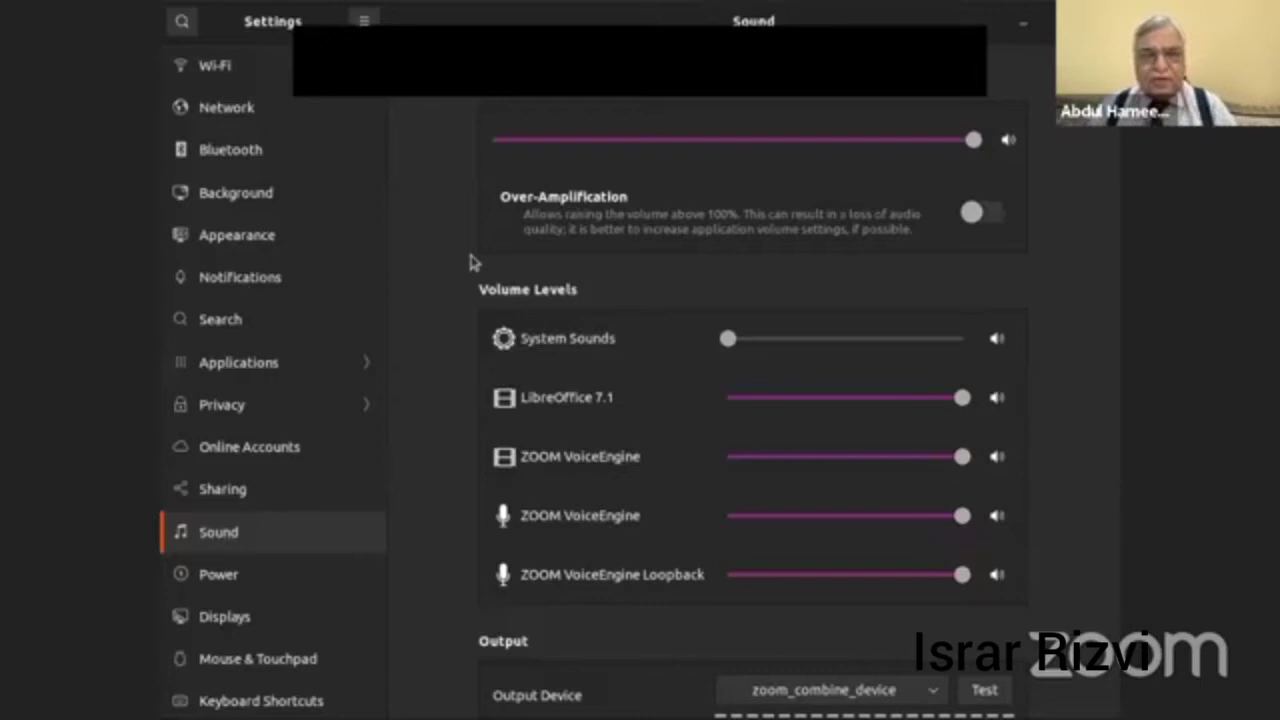 Settings
Sound
Wi-Fi
Network
Bluetooth
Background
Appearance
Notifications
Search
Applications
Privacy
Online Accounts
Sharing
Sound
Power
Displays
Mouse & Touchpad
Keyboard Shortcuts
Over-Amplification
Allows raising the volume above 100%. This can result in a loss of audio
quality; it is better to increase application volume settings, if possible.
Volume Levels
System Sounds
LibreOffice 7.1
ZOOM VoiceEngine
ZOOM VoiceEngine
ZOOM VoiceEngine Loopback
Output
Output Device
zoom_combine_device
Test
Abdul Hamee...
Israr Rizvi
zoom